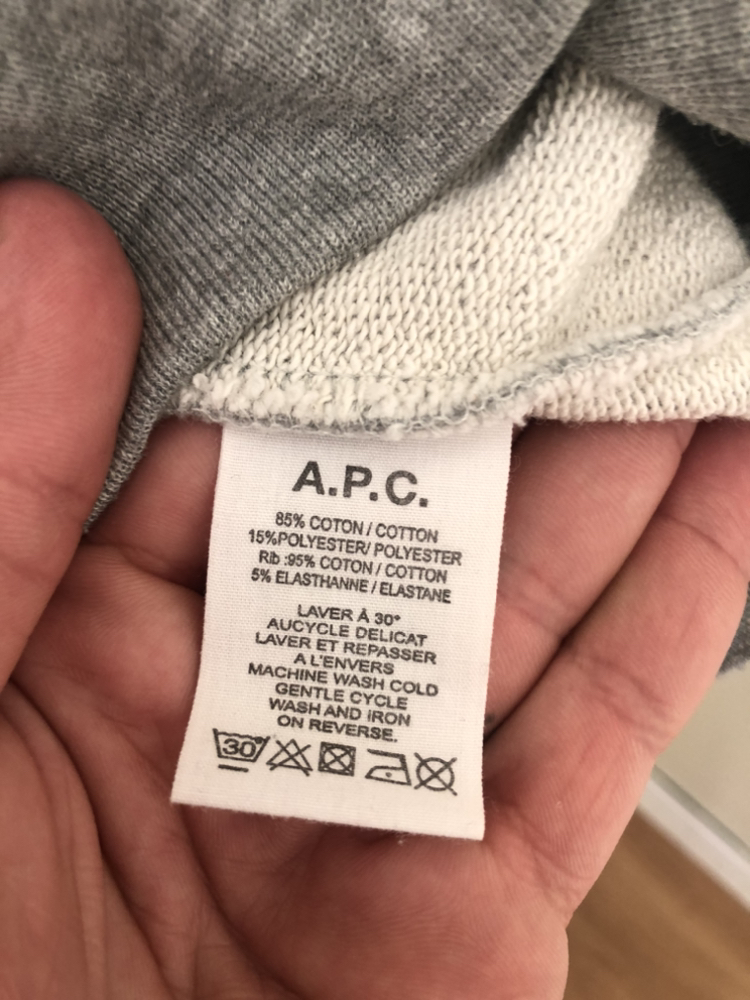 A.P.C.
85% COTON / COTTON
15%POLYESTER/ POLYESTER
Rib :95% COTON / COTTON
5% ELASTHANNE / ELASTANE
LAVER À 30°
AUCYCLE DELICAT
LAVER ET REPASSER
A L'ENVERS
MACHINE WASH COLD
GENTLE CYCLE
WASH AND IRON
ON REVERSE.
30